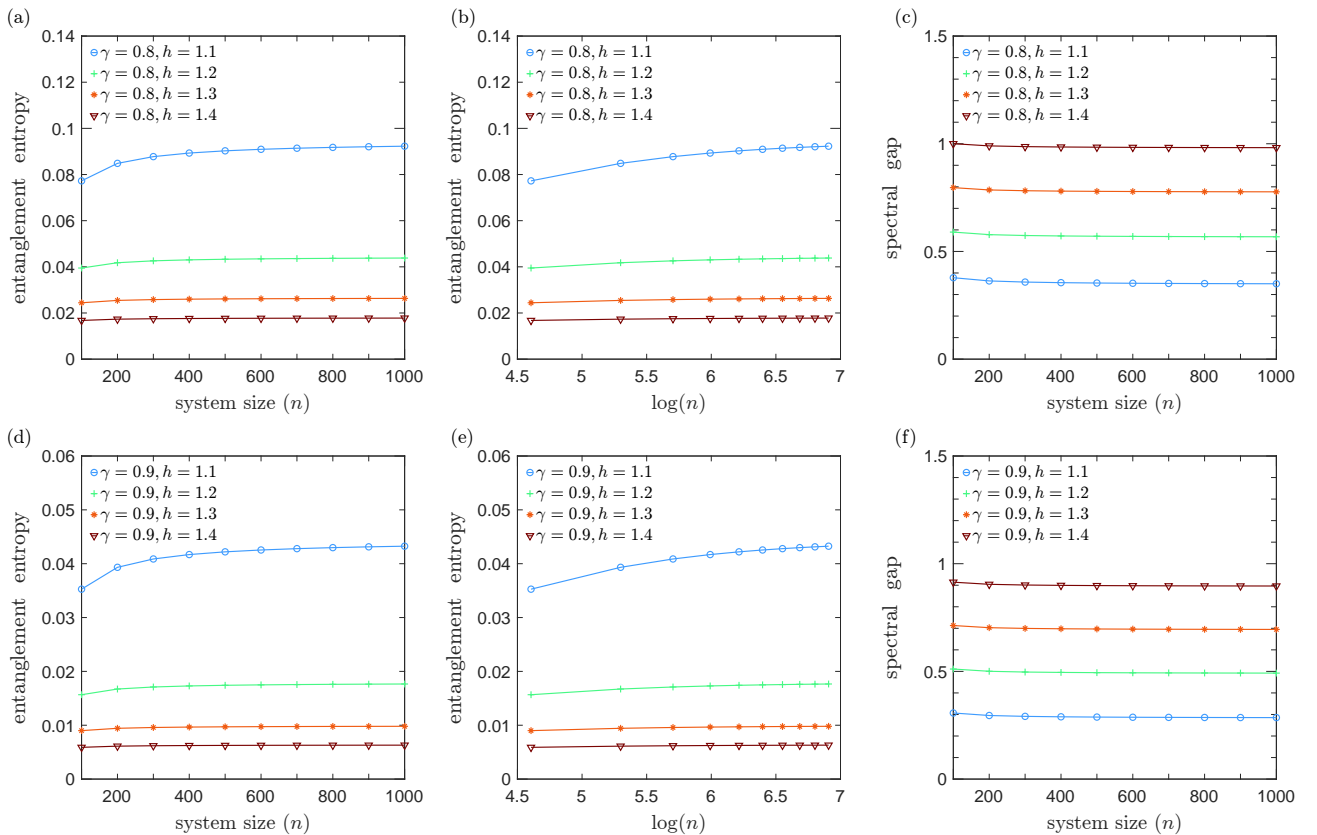 (a)
γ = 0.8, h = 1.1
γ = 0.8, h = 1.2
γ = 0.8, h = 1.3
γ = 0.8, h = 1.4
entanglement entropy
0.14
0.12
0.1
0.08
0.06
0.04
0.02
0
200 400 600 800 1000
system size (n)
(b)
γ = 0.8, h = 1.1
γ = 0.8, h = 1.2
γ = 0.8, h = 1.3
γ = 0.8, h = 1.4
entanglement entropy
0.14
0.12
0.1
0.08
0.06
0.04
0.02
0
4.5 5 5.5 6 6.5 7
log(n)
(c)
γ = 0.8, h = 1.1
γ = 0.8, h = 1.2
γ = 0.8, h = 1.3
γ = 0.8, h = 1.4
spectral gap
1.5
1
0.5
0
200 400 600 800 1000
system size (n)
(d)
γ = 0.9, h = 1.1
γ = 0.9, h = 1.2
γ = 0.9, h = 1.3
γ = 0.9, h = 1.4
entanglement entropy
0.06
0.05
0.04
0.03
0.02
0.01
0
200 400 600 800 1000
system size (n)
(e)
γ = 0.9, h = 1.1
γ = 0.9, h = 1.2
γ = 0.9, h = 1.3
γ = 0.9, h = 1.4
entanglement entropy
0.06
0.05
0.04
0.03
0.02
0.01
0
4.5 5 5.5 6 6.5 7
log(n)
(f)
γ = 0.9, h = 1.1
γ = 0.9, h = 1.2
γ = 0.9, h = 1.3
γ = 0.9, h = 1.4
spectral gap
1.5
1
0.5
0
200 400 600 800 1000
system size (n)